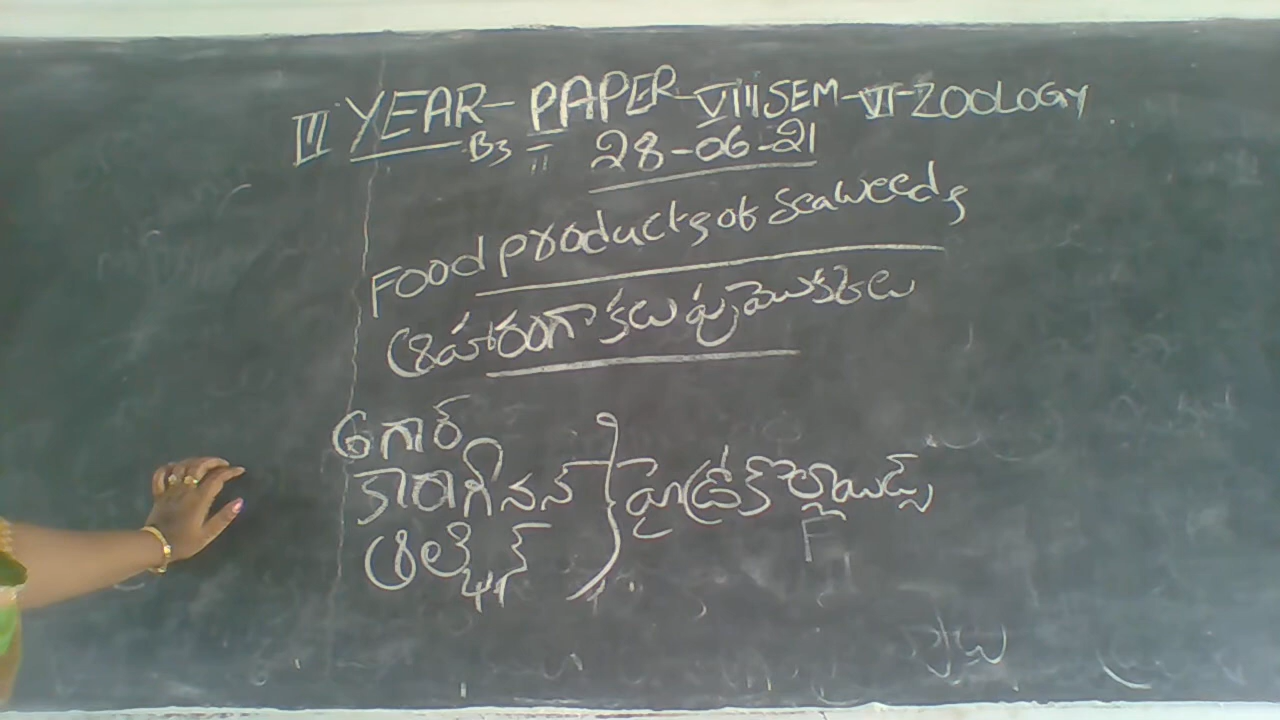 III YEAR-PAPER-VIII SEM-VI-ZOOLOGY
B3 = 28-06-21
Food products of Seaweeds
ఆహారంగా కలుపు మొక్కలు
అగార్
కారాగీనన్ } హైడ్రోకొల్లాయిడ్స్
ఆల్జిన్
F1